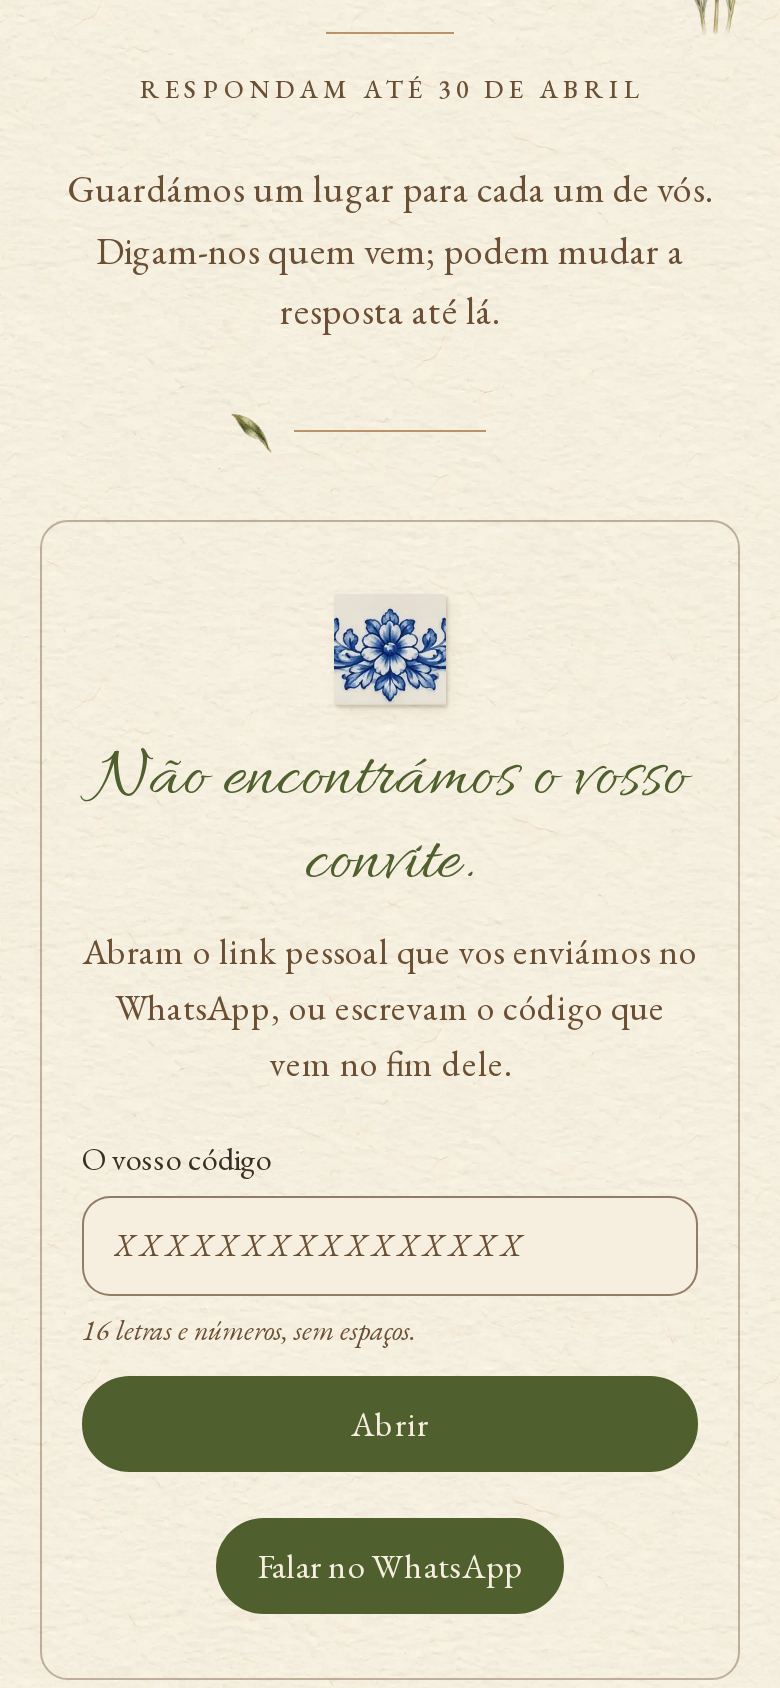 RESPONDAM ATÉ 30 DE ABRIL
Guardámos um lugar para cada um de vós.
Digam-nos quem vem; podem mudar a
resposta até lá.
Não encontrámos o vosso
convite.
Abram o link pessoal que vos enviámos no
WhatsApp, ou escrevam o código que
vem no fim dele.
O vosso código
XXXXXXXXXXXXXXXX
16 letras e números, sem espaços.
Abrir
Falar no WhatsApp